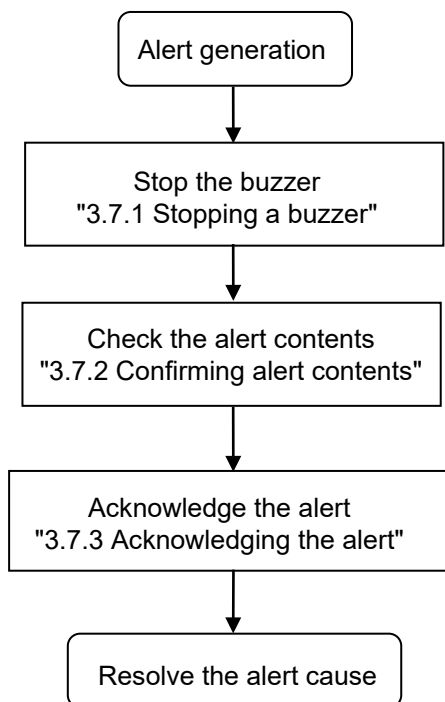 Alert generation
Stop the buzzer
"3.7.1 Stopping a buzzer"
Check the alert contents
"3.7.2 Confirming alert contents"
Acknowledge the alert
"3.7.3 Acknowledging the alert"
Resolve the alert cause